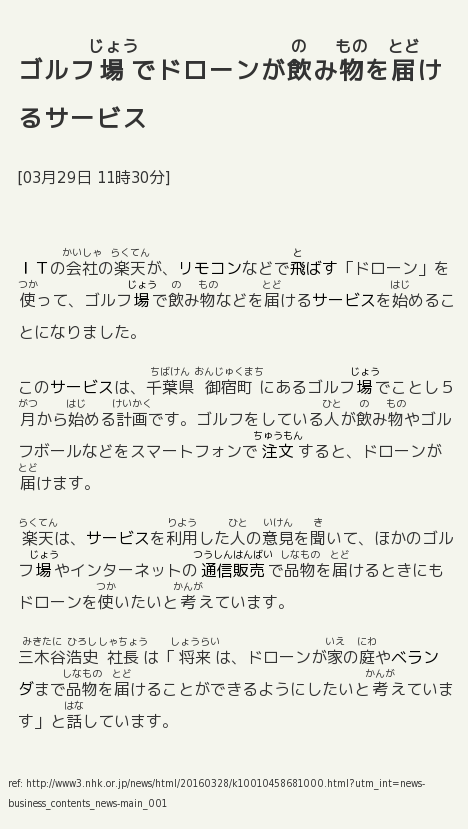 ゴルフ場でドローンが飲み物を届け
るサービス
[03月29日 11時30分]
ＩＴの会社の楽天が、リモコンなどで飛ばす「ドローン」を
使って、ゴルフ場で飲み物などを届けるサービスを始めるこ
とになりました。
このサービスは、千葉県 御宿町にあるゴルフ場でことし５
月から始める計画です。ゴルフをしている人が飲み物やゴル
フボールなどをスマートフォンで注文すると、ドローンが
届けます。
楽天は、サービスを利用した人の意見を聞いて、ほかのゴル
フ場やインターネットの通信販売で品物を届けるときにも
ドローンを使いたいと考えています。
三木谷浩史 社長は「将来は、ドローンが家の庭やベラン
ダまで品物を届けることができるようにしたいと考えていま
す」と話しています。
ref: http://www3.nhk.or.jp/news/html/20160328/k10010458681000.html?utm_int=news-
business_contents_news-main_001